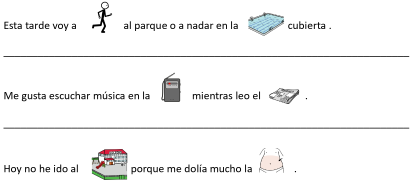 Esta tarde voy a al parque o a nadar en la cubierta .
Me gusta escuchar música en la mientras leo el .
Hoy no he ido al porque me dolía mucho la .